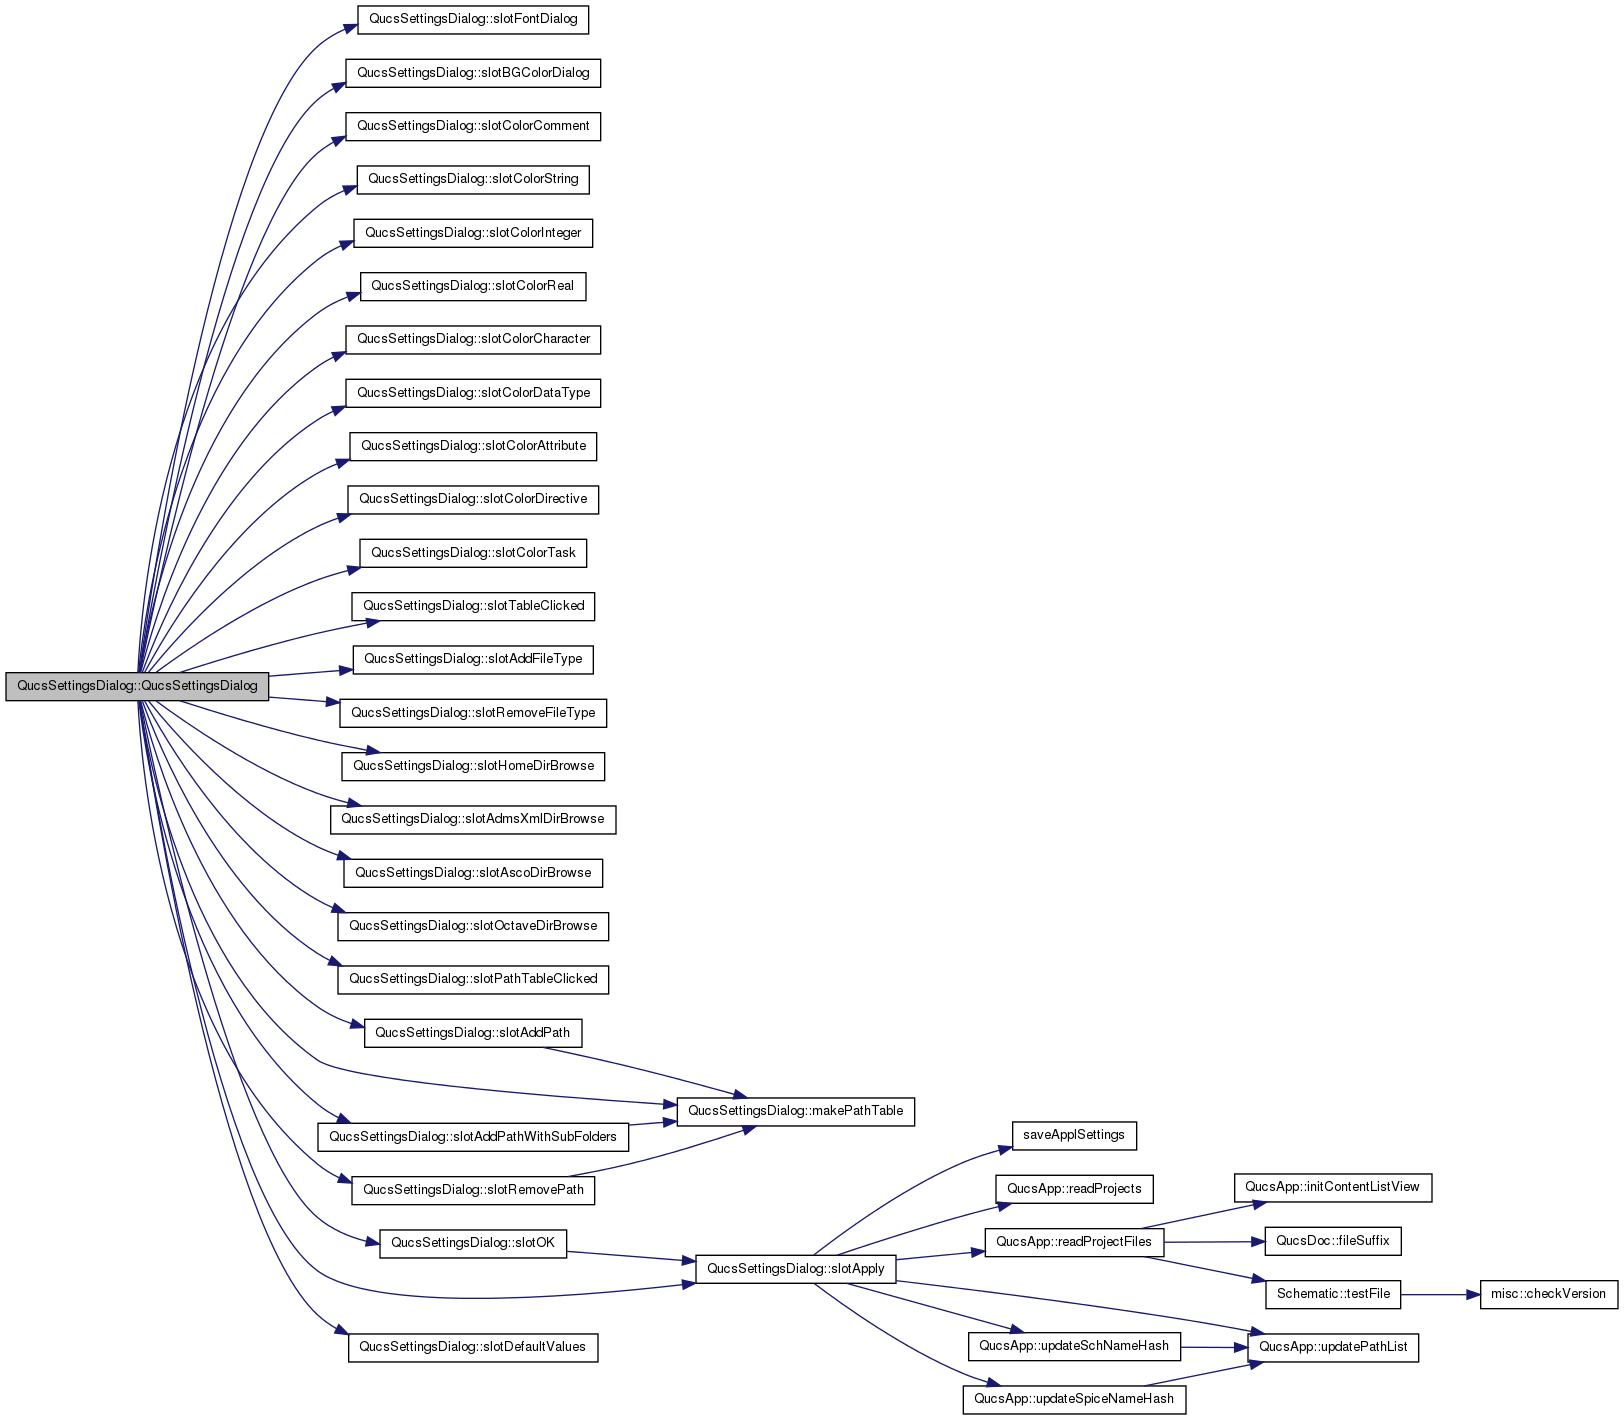 QucsSettingsDialog::slotFontDialog
QucsSettingsDialog::slotBGColorDialog
QucsSettingsDialog::slotColorComment
QucsSettingsDialog::slotColorString
QucsSettingsDialog::slotColorInteger
QucsSettingsDialog::slotColorReal
QucsSettingsDialog::slotColorCharacter
QucsSettingsDialog::slotColorDataType
QucsSettingsDialog::slotColorAttribute
QucsSettingsDialog::slotColorDirective
QucsSettingsDialog::slotColorTask
QucsSettingsDialog::slotTableClicked
QucsSettingsDialog::slotAddFileType
QucsSettingsDialog::QucsSettingsDialog
QucsSettingsDialog::slotRemoveFileType
QucsSettingsDialog::slotHomeDirBrowse
QucsSettingsDialog::slotAdmsXmlDirBrowse
QucsSettingsDialog::slotAscoDirBrowse
QucsSettingsDialog::slotOctaveDirBrowse
QucsSettingsDialog::slotPathTableClicked
QucsSettingsDialog::slotAddPath
QucsSettingsDialog::makePathTable
QucsSettingsDialog::slotAddPathWithSubFolders
QucsSettingsDialog::slotRemovePath
QucsSettingsDialog::slotOK
QucsSettingsDialog::slotApply
QucsSettingsDialog::slotDefaultValues
saveApplSettings
QucsApp::readProjects
QucsApp::readProjectFiles
QucsApp::initContentListView
QucsDoc::fileSuffix
Schematic::testFile
misc::checkVersion
QucsApp::updateSchNameHash
QucsApp::updatePathList
QucsApp::updateSpiceNameHash